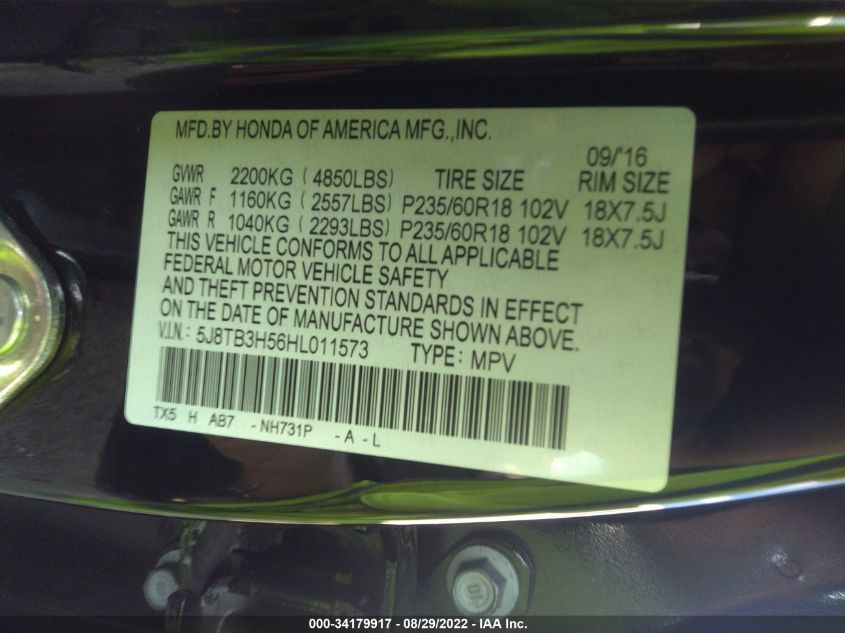 MFD.BY HONDA OF AMERICA MFG.,INC.
09/'16
GVWR 2200KG (4850LBS) TIRE SIZE RIM SIZE
GAWR F 1160KG (2557LBS) P235/60R18 102V 18X7.5J
GAWR R 1040KG (2293LBS) P235/60R18 102V 18X7.5J
THIS VEHICLE CONFORMS TO ALL APPLICABLE
FEDERAL MOTOR VEHICLE SAFETY
AND THEFT PREVENTION STANDARDS IN EFFECT
ON THE DATE OF MANUFACTURE SHOWN ABOVE.
V.I.N.: 5J8TB3H56HL011573 TYPE: MPV
TX5 H AB7 -NH731P -A -L
000-34179917 - 08/29/2022 - IAA Inc.